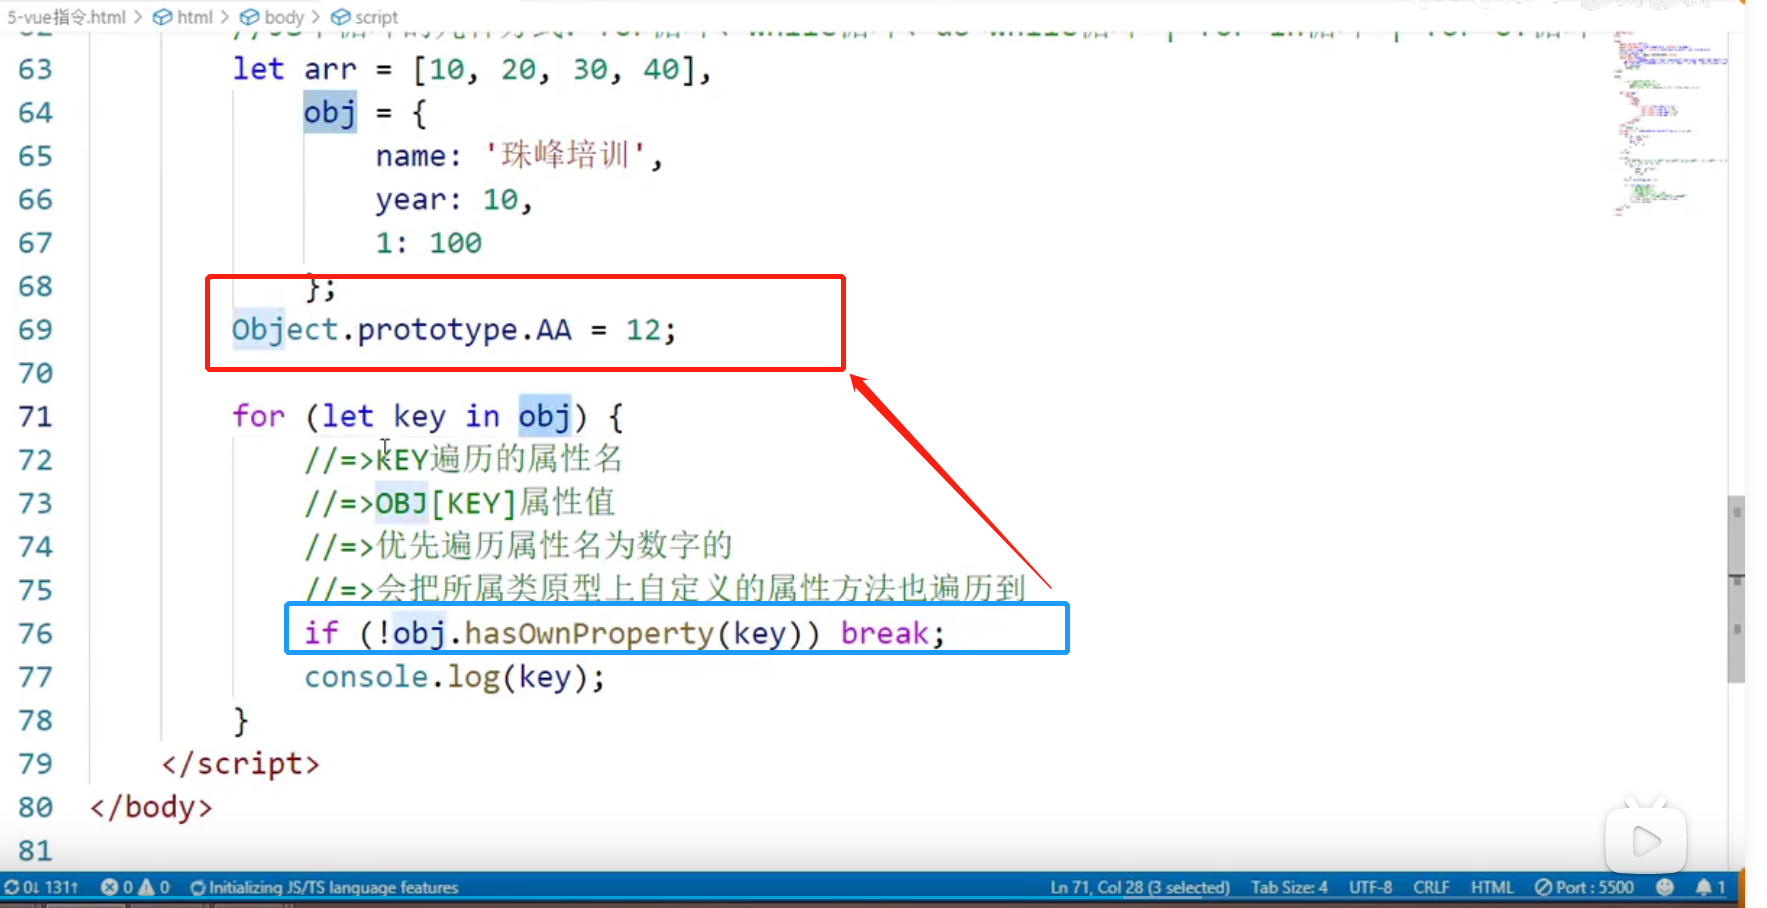 5-vue指令.html > html > body > script
63 let arr = [10, 20, 30, 40],
64 obj = {
65 name: '珠峰培训',
66 year: 10,
67 1: 100
68 };
69 Object.prototype.AA = 12;
70
71 for (let key in obj) {
72 //=>KEY遍历的属性名
73 //=>OBJ[KEY]属性值
74 //=>优先遍历属性名为数字的
75 //=>会把所属类原型上自定义的属性方法也遍历到
76 if (!obj.hasOwnProperty(key)) break;
77 console.log(key);
78 }
79 </script>
80 </body>
81
0↓ 131↑ 0 0 Initializing JS/TS language features Ln 71, Col 28 (3 selected) Tab Size: 4 UTF-8 CRLF HTML Port : 5500 1